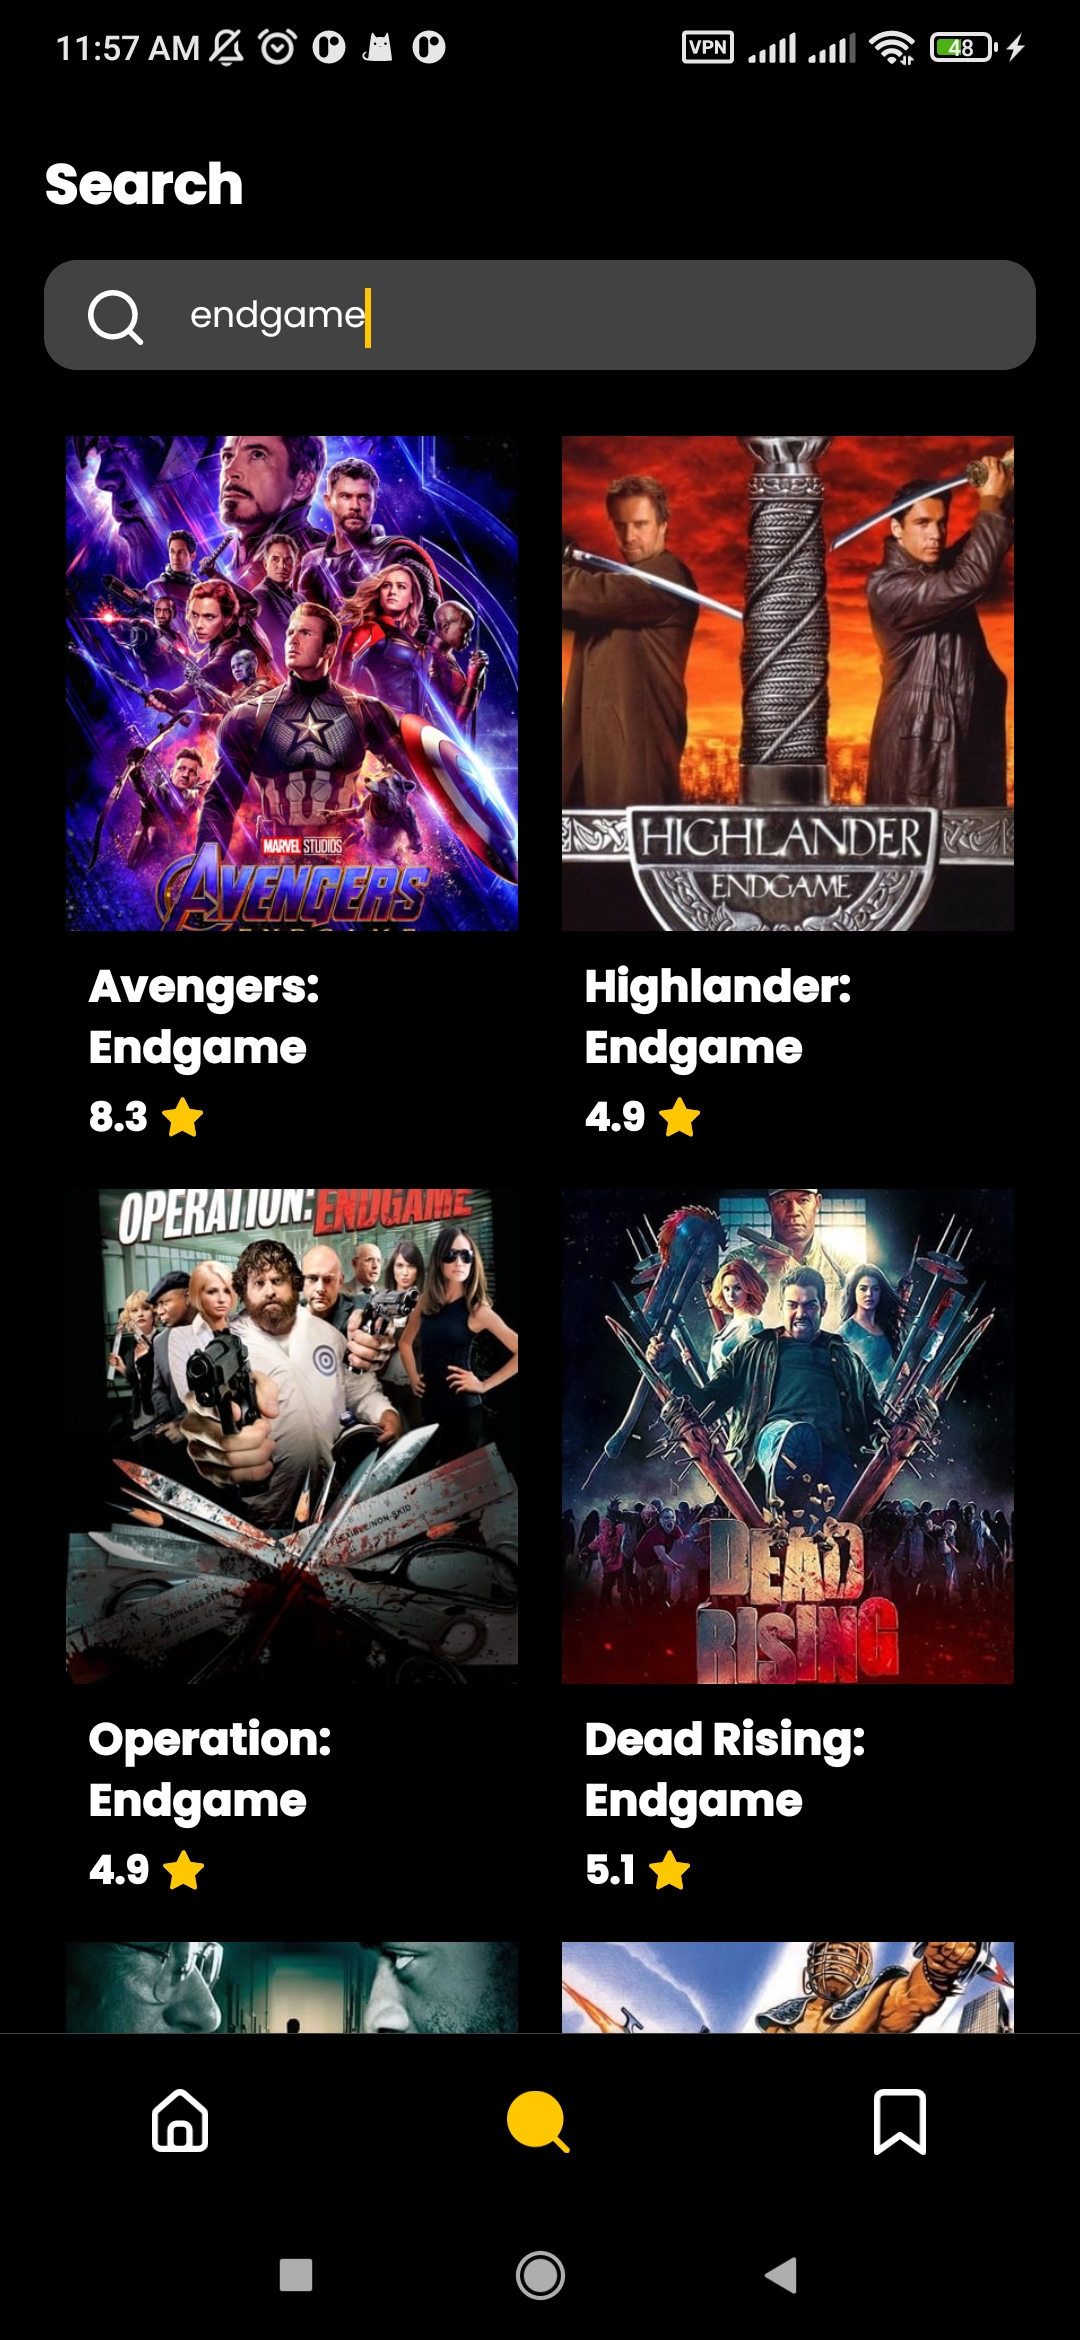 11:57 AM
VPN
48
Search
endgame
MARVEL STUDIOS
AVENGERS
HIGHLANDER
ENDGAME
Avengers:
Endgame
8.3
Highlander:
Endgame
4.9
OPERATION: ENDGAME
DEAD
RISING
Operation:
Endgame
4.9
Dead Rising:
Endgame
5.1